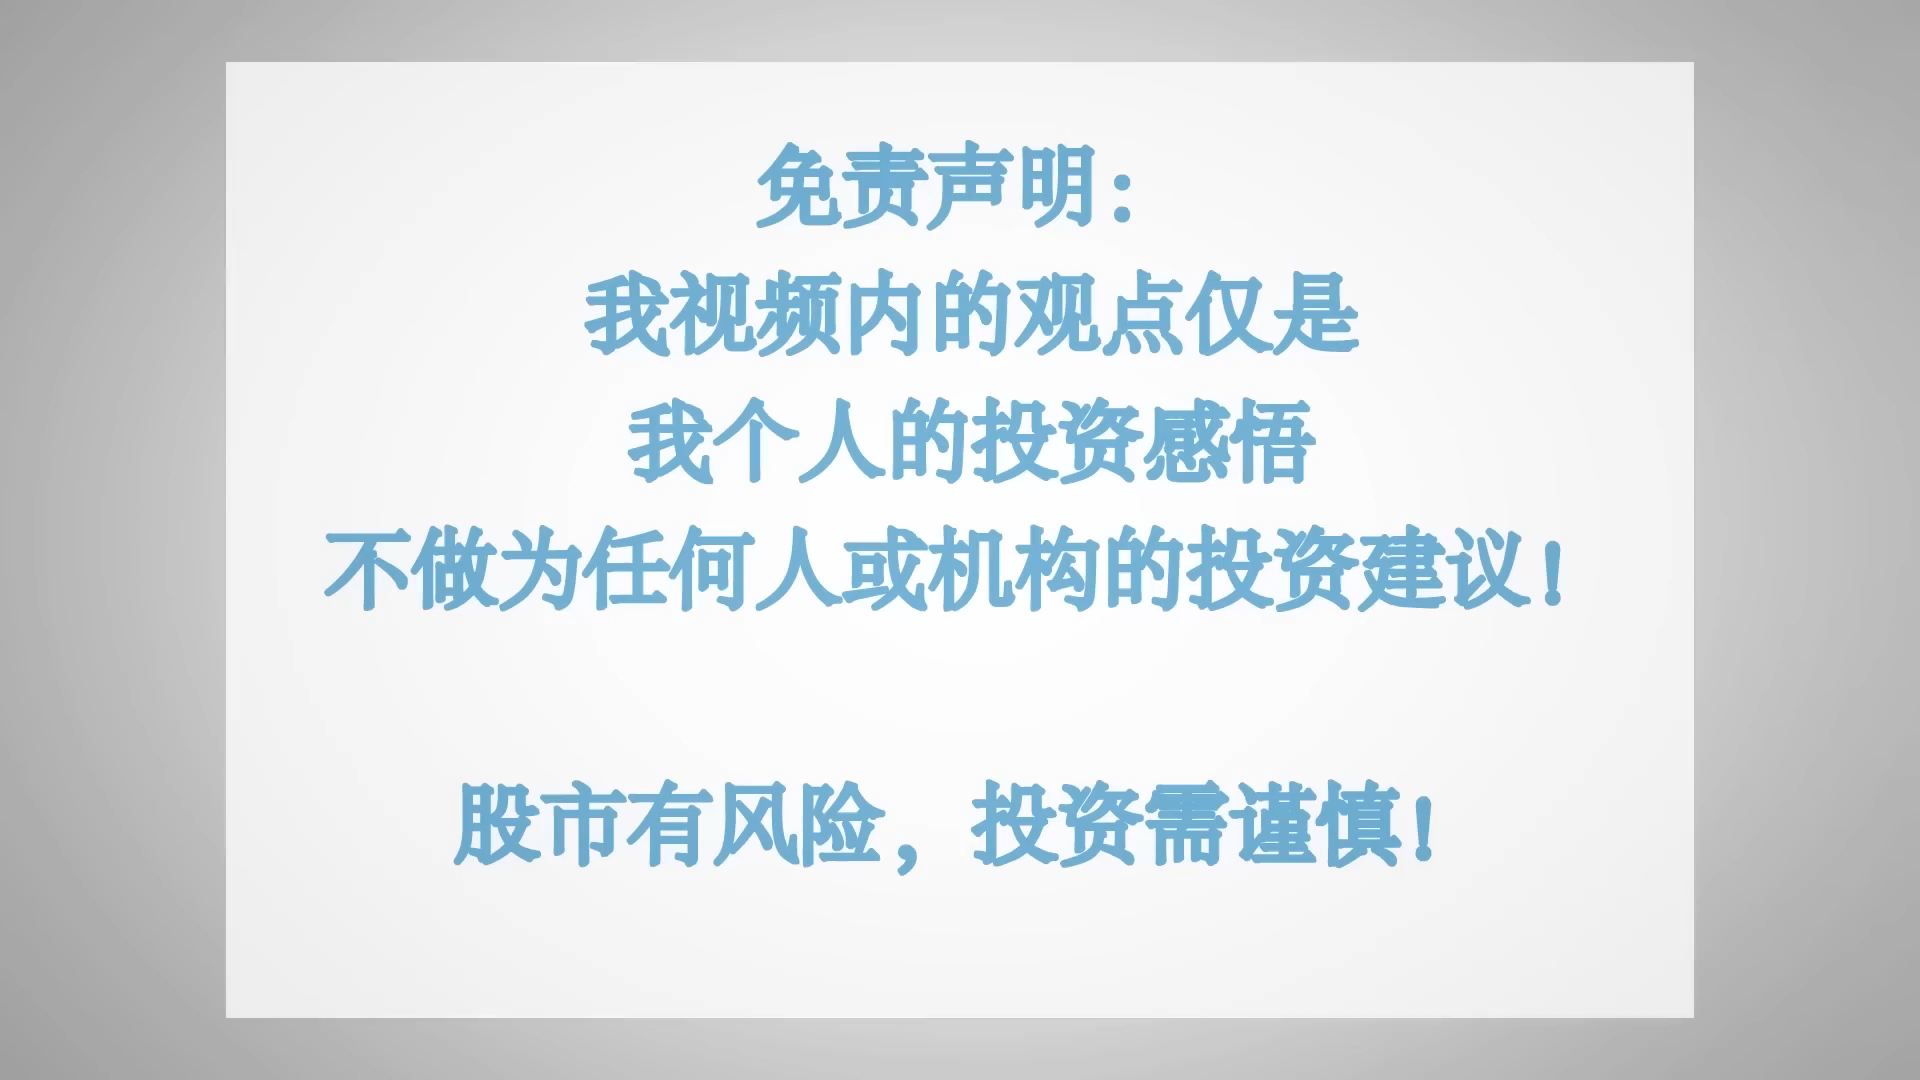 免责声明：
我视频内的观点仅是
我个人的投资感悟
不做为任何人或机构的投资建议！
股市有风险，投资需谨慎！